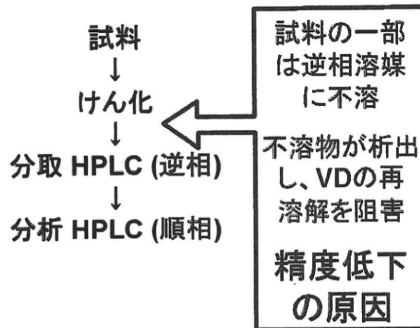 試料
↓
けん化
↓
分取 HPLC (逆相)
↓
分析 HPLC (順相)
試料の一部
は逆相溶媒
に不溶
不溶物が析出
し、VDの再
溶解を阻害
精度低下
の原因